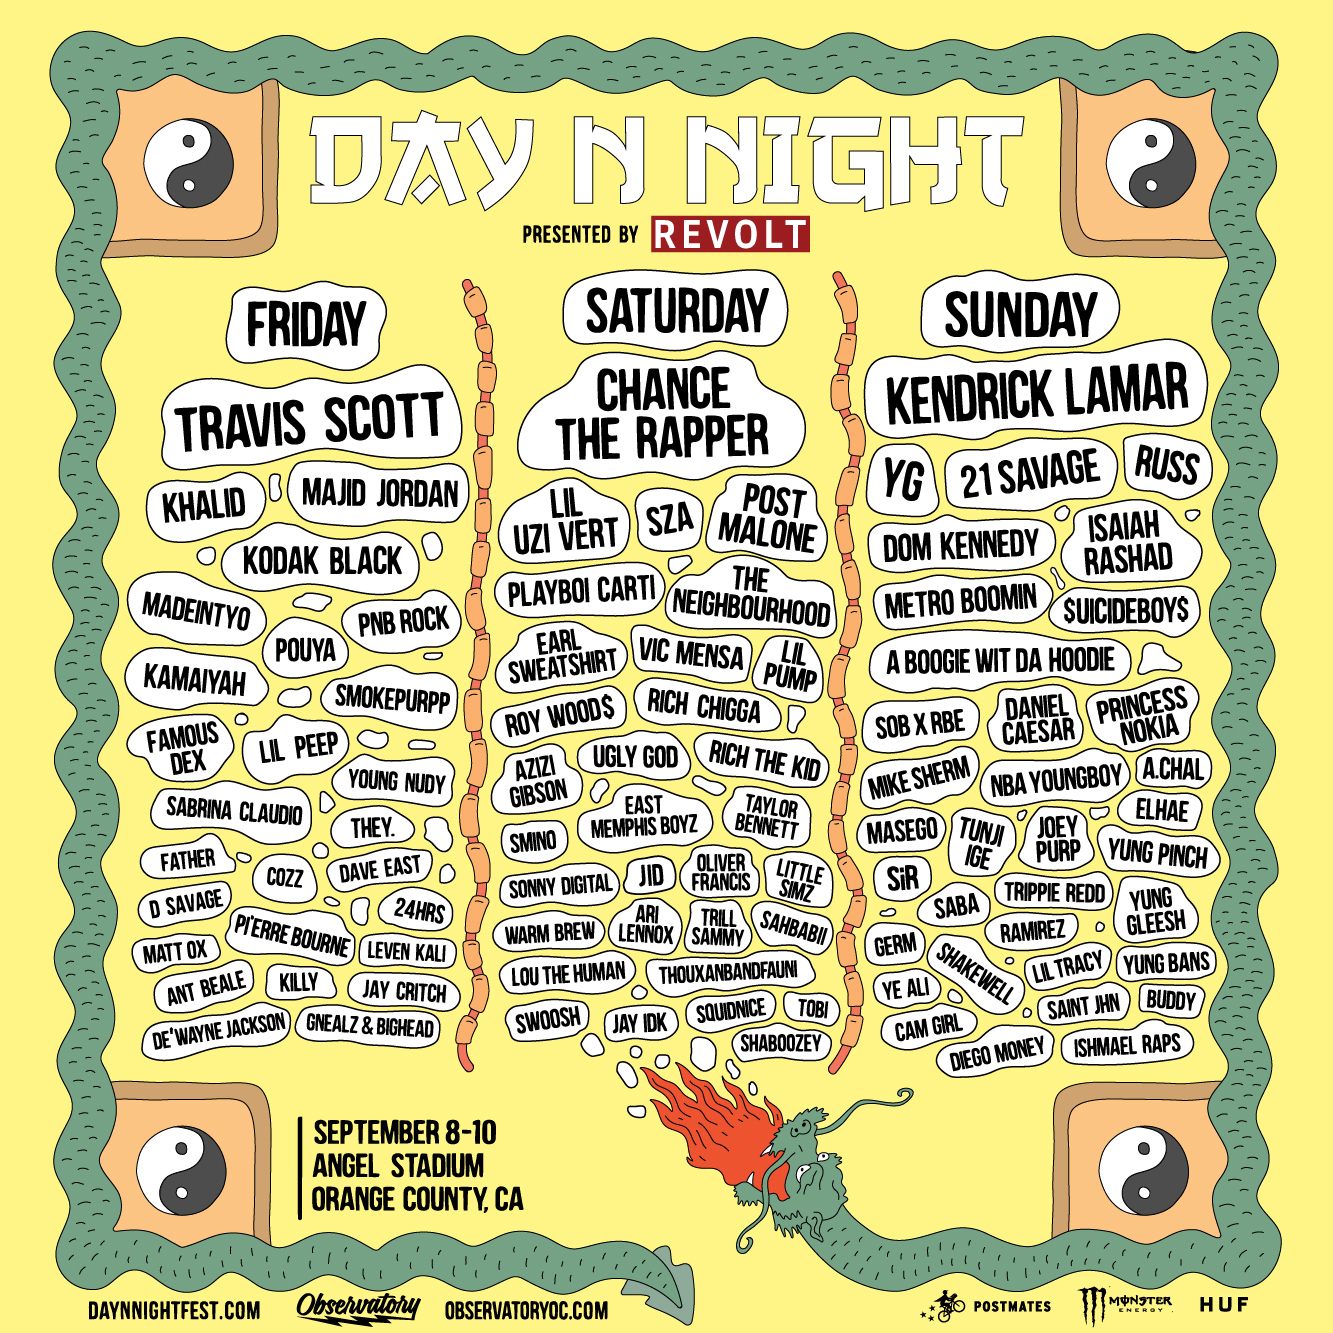 DAY N NIGHT
PRESENTED BY REVOLT
FRIDAY
TRAVIS SCOTT
KHALID
MAJID JORDAN
KODAK BLACK
MADEINTYO
PNB ROCK
POUYA
KAMAIYAH
SMOKEPURPP
FAMOUS
DEX
LIL PEEP
YOUNG NUDY
SABRINA CLAUDIO
THEY.
FATHER
COZZ
DAVE EAST
D SAVAGE
24HRS
PI'ERRE BOURNE
MATT OX
LEVEN KALI
ANT BEALE
KILLY
JAY CRITCH
DE'WAYNE JACKSON
GNEALZ & BIGHEAD
SATURDAY
CHANCE
THE RAPPER
LIL
UZI VERT
SZA
POST
MALONE
PLAYBOI CARTI
THE
NEIGHBOURHOOD
EARL
SWEATSHIRT
VIC MENSA
LIL
PUMP
ROY WOOD$
RICH CHIGGA
AZIZI
GIBSON
UGLY GOD
RICH THE KID
SMINO
EAST
MEMPHIS BOYZ
TAYLOR
BENNETT
SONNY DIGITAL
JID
OLIVER
FRANCIS
LITTLE
SIMZ
WARM BREW
ARI
LENNOX
TRILL
SAMMY
SAHBABII
LOU THE HUMAN
THOUXANBANDFAUNI
SWOOSH
JAY IDK
SQUIDNICE
TOBI
SHABOOZEY
SUNDAY
KENDRICK LAMAR
YG
21 SAVAGE
RUSS
DOM KENNEDY
ISAIAH
RASHAD
METRO BOOMIN
$UICIDEBOY$
A BOOGIE WIT DA HOODIE
SOB X RBE
DANIEL
CAESAR
PRINCESS
NOKIA
MIKE SHERM
NBA YOUNGBOY
A.CHAL
ELHAE
MASEGO
TUNJI
IGE
JOEY
PURP
YUNG PINCH
SiR
SABA
TRIPPIE REDD
YUNG
GLEESH
GERM
RAMIREZ
SHAKEWELL
LIL TRACY
YUNG BANS
YE ALI
SAINT JHN
BUDDY
CAM GIRL
DIEGO MONEY
ISHMAEL RAPS
SEPTEMBER 8-10
ANGEL STADIUM
ORANGE COUNTY, CA
DAYNNIGHTFEST.COM
Observatory
OBSERVATORYOC.COM
POSTMATES
MONSTER
ENERGY
HUF